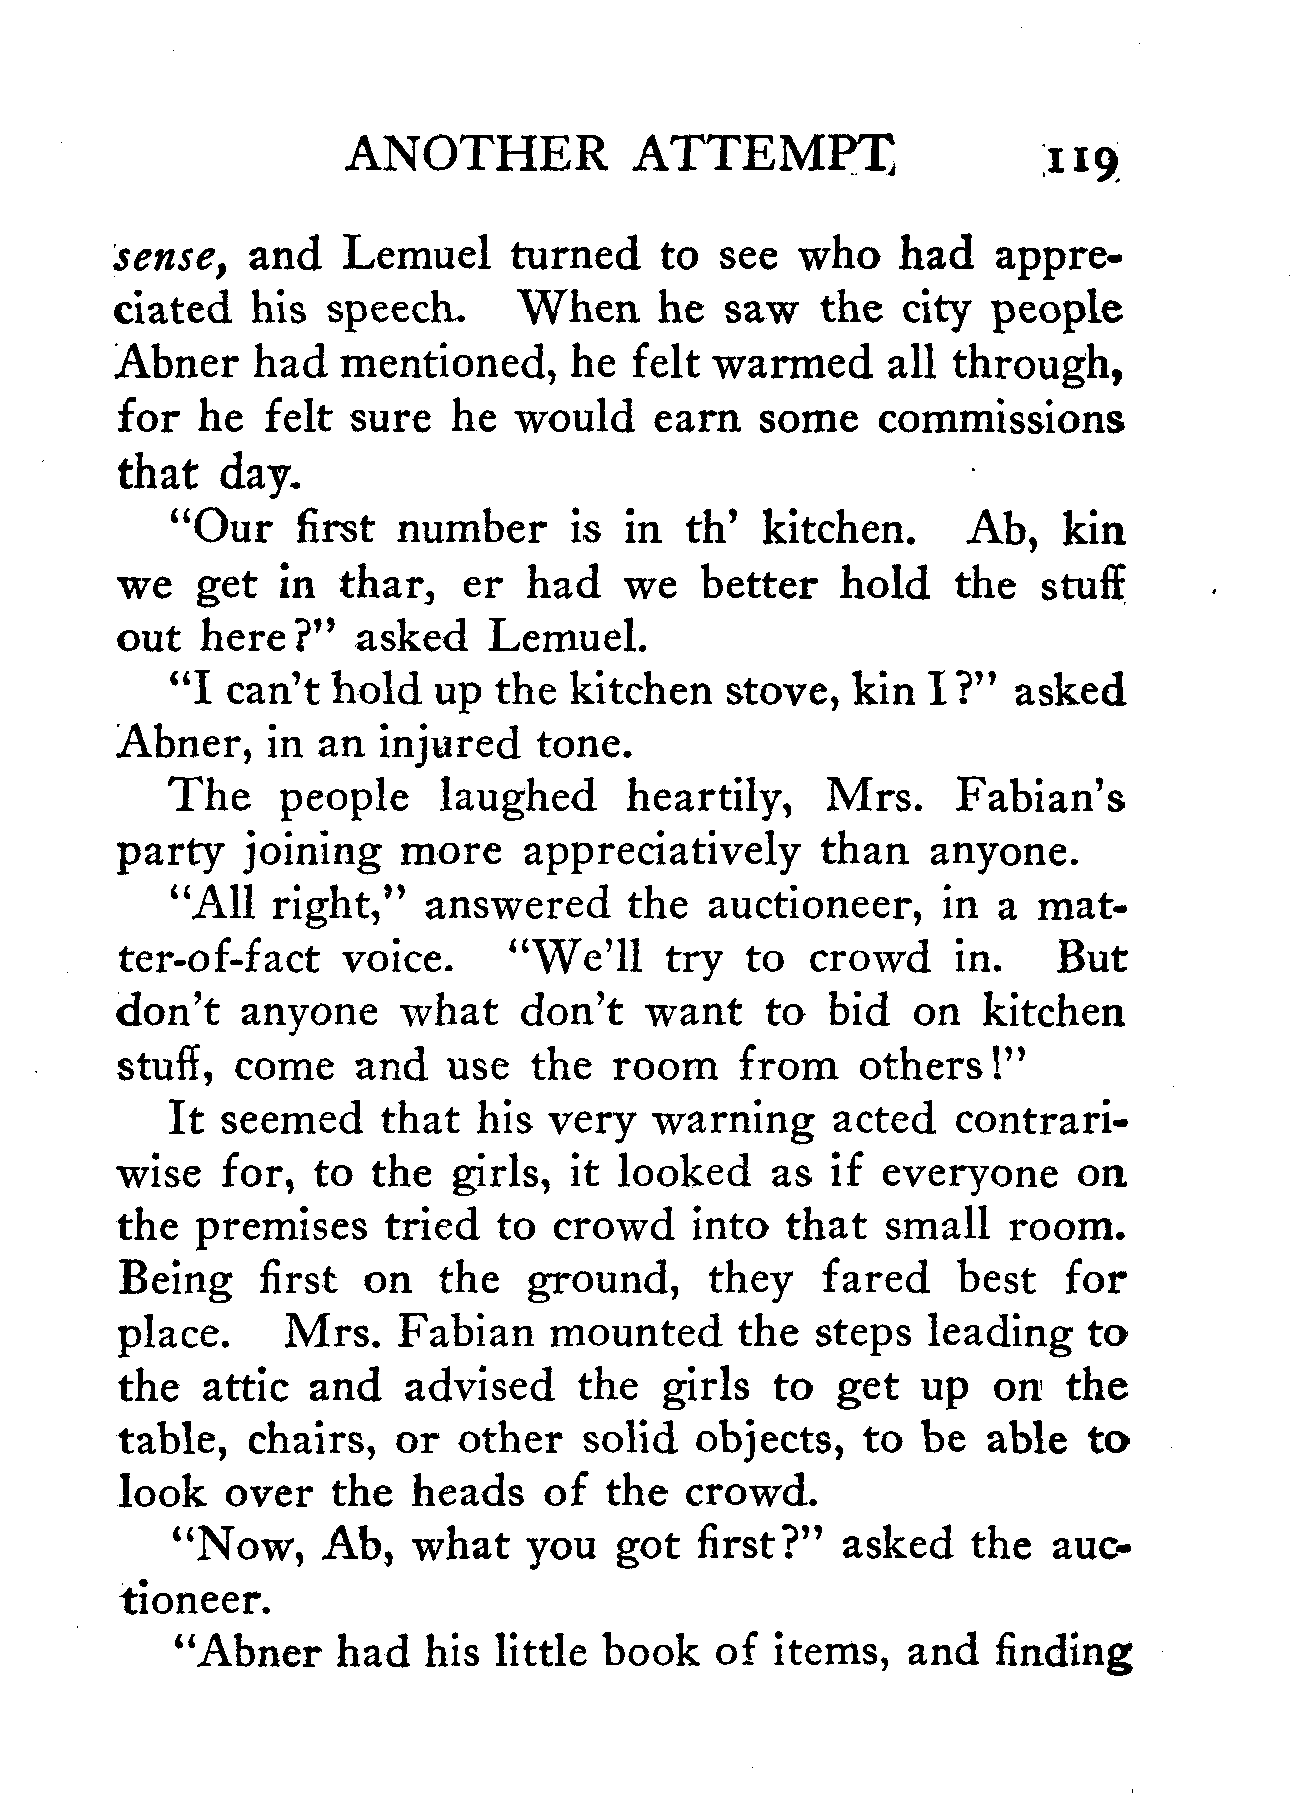 ANOTHER ATTEMPT 119
sense, and Lemuel turned to see who had appre-
ciated his speech. When he saw the city people
Abner had mentioned, he felt warmed all through,
for he felt sure he would earn some commissions
that day.
"Our first number is in th' kitchen. Ab, kin
we get in thar, er had we better hold the stuff
out here?" asked Lemuel.
"I can't hold up the kitchen stove, kin I?" asked
Abner, in an injured tone.
The people laughed heartily, Mrs. Fabian's
party joining more appreciatively than anyone.
"All right," answered the auctioneer, in a mat-
ter-of-fact voice. "We'll try to crowd in. But
don't anyone what don't want to bid on kitchen
stuff, come and use the room from others!"
It seemed that his very warning acted contrari-
wise for, to the girls, it looked as if everyone on
the premises tried to crowd into that small room.
Being first on the ground, they fared best for
place. Mrs. Fabian mounted the steps leading to
the attic and advised the girls to get up on the
table, chairs, or other solid objects, to be able to
look over the heads of the crowd.
"Now, Ab, what you got first?" asked the auc-
tioneer.
"Abner had his little book of items, and finding